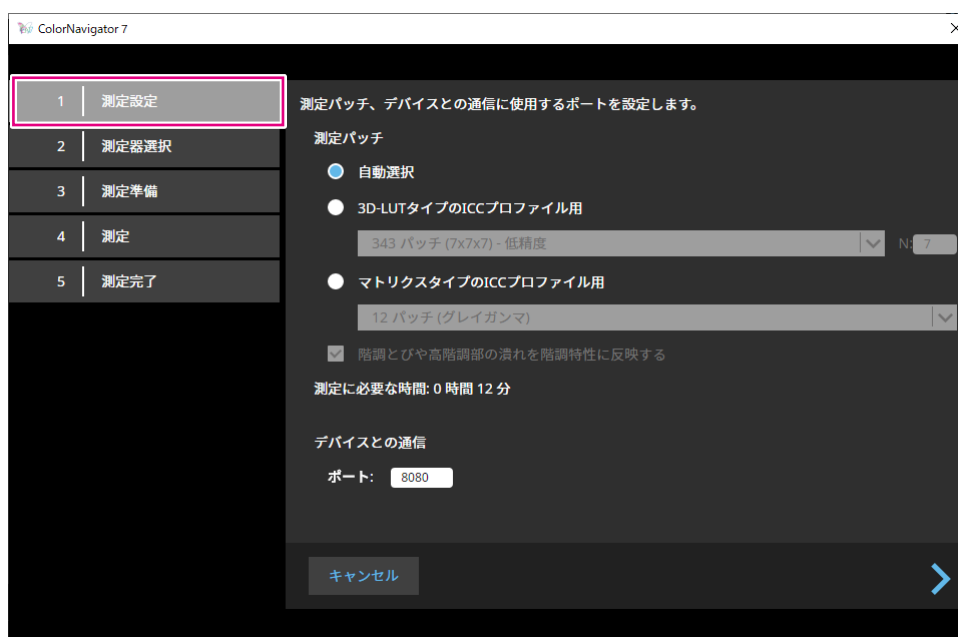 ColorNavigator 7
1 測定設定
2 測定器選択
3 測定準備
4 測定
5 測定完了
測定パッチ、デバイスとの通信に使用するポートを設定します。
測定パッチ
自動選択
3D-LUTタイプのICCプロファイル用
343 パッチ (7x7x7) - 低精度 N: 7
マトリクスタイプのICCプロファイル用
12 パッチ (グレイガンマ)
階調とびや高階調部の潰れを階調特性に反映する
測定に必要な時間: 0 時間 12 分
デバイスとの通信
ポート: 8080
キャンセル